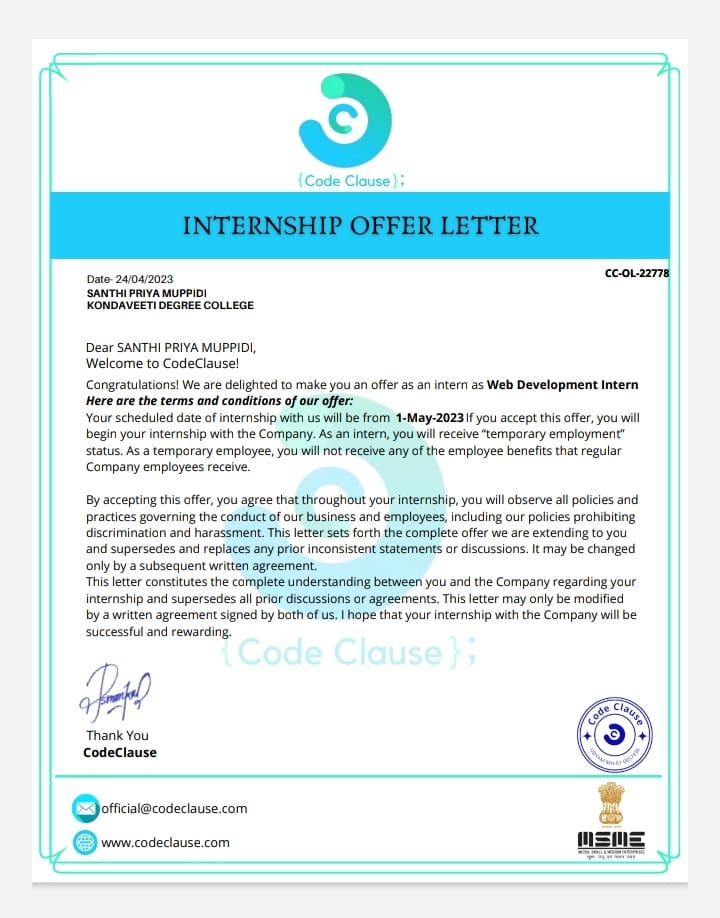 {Code Clause};
INTERNSHIP OFFER LETTER
CC-OL-22778
Date- 24/04/2023
SANTHI PRIYA MUPPIDI
KONDAVEETI DEGREE COLLEGE
Dear SANTHI PRIYA MUPPIDI,
Welcome to CodeClause!
Congratulations! We are delighted to make you an offer as an intern as Web Development Intern
Here are the terms and conditions of our offer:
Your scheduled date of internship with us will be from 1-May-2023 If you accept this offer, you will
begin your internship with the Company. As an intern, you will receive “temporary employment”
status. As a temporary employee, you will not receive any of the employee benefits that regular
Company employees receive.
By accepting this offer, you agree that throughout your internship, you will observe all policies and
practices governing the conduct of our business and employees, including our policies prohibiting
discrimination and harassment. This letter sets forth the complete offer we are extending to you
and supersedes and replaces any prior inconsistent statements or discussions. It may be changed
only by a subsequent written agreement.
This letter constitutes the complete understanding between you and the Company regarding your
internship and supersedes all prior discussions or agreements. This letter may only be modified
by a written agreement signed by both of us. I hope that your internship with the Company will be
successful and rewarding.
{Code Clause};
Thank You
CodeClause
Code Clause
official@codeclause.com
www.codeclause.com
MSME
MICRO, SMALL & MEDIUM ENTERPRISES
सूक्ष्म, लघु एवं मध्यम उद्यम